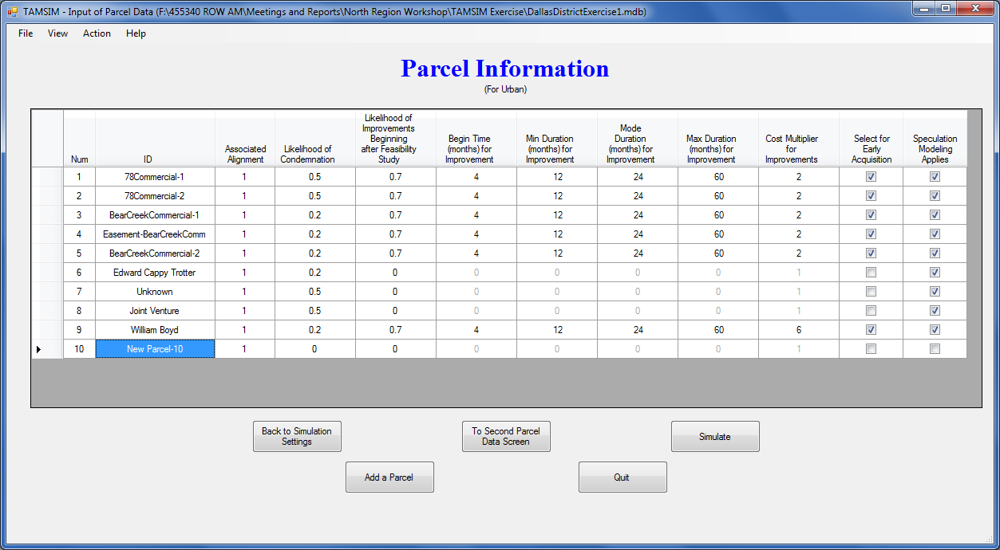 TAMSIM - Input of Parcel Data (F:\455340 ROW AM\Meetings and Reports\North Region Workshop\TAMSIM Exercise\DallasDistrictExercise1.mdb)
File View Action Help
Parcel Information
(For Urban)
Num ID Associated Alignment Likelihood of Condemnation Likelihood of Improvements Beginning after Feasibility Study Begin Time (months) for Improvement Min Duration (months) for Improvement Mode Duration (months) for Improvement Max Duration (months) for Improvement Cost Multiplier for Improvements Select for Early Acquisition Speculation Modeling Applies
1 78Commercial-1 1 0.5 0.7 4 12 24 60 2
2 78Commercial-2 1 0.5 0.7 4 12 24 60 2
3 BearCreekCommercial-1 1 0.2 0.7 4 12 24 60 2
4 Easement-BearCreekComm 1 0.2 0.7 4 12 24 60 2
5 BearCreekCommercial-2 1 0.2 0.7 4 12 24 60 2
6 Edward Cappy Trotter 1 0.2 0 0 0 0 0 1
7 Unknown 1 0.5 0 0 0 0 0 1
8 Joint Venture 1 0.5 0 0 0 0 0 1
9 William Boyd 1 0.2 0.7 4 12 24 60 6
10 New Parcel-10 1 0 0 0 0 0 0 1
Back to Simulation Settings
To Second Parcel Data Screen
Simulate
Add a Parcel
Quit